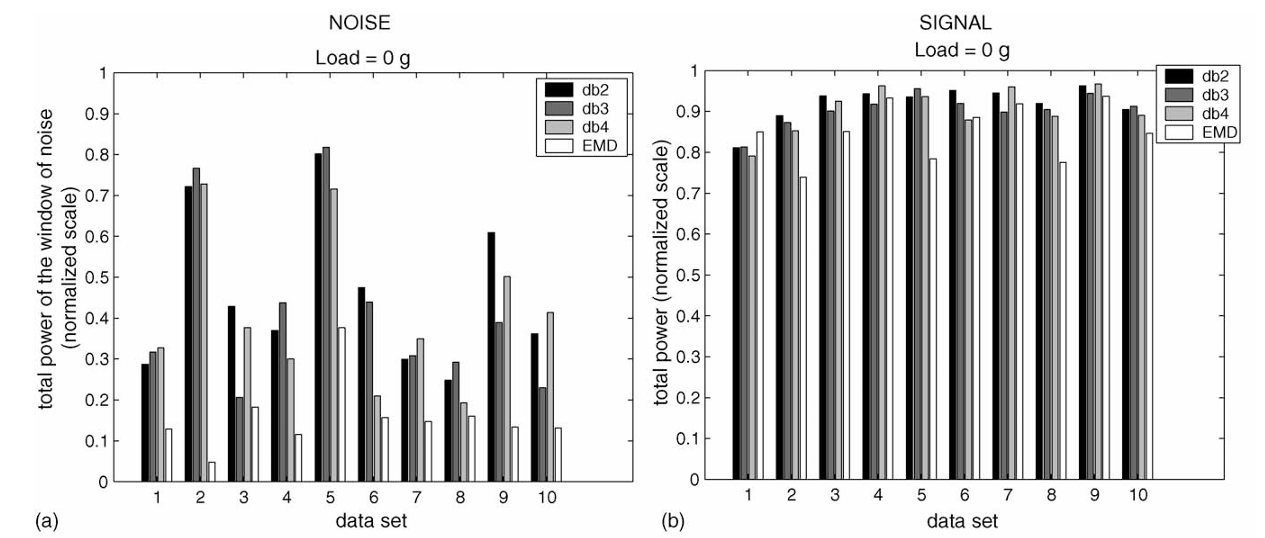 NOISE
Load = 0 g
total power of the window of noise
(normalized scale)
1
0.9
0.8
0.7
0.6
0.5
0.4
0.3
0.2
0.1
0
db2
db3
db4
EMD
1 2 3 4 5 6 7 8 9 10
data set
(a)
SIGNAL
Load = 0 g
total power (normalized scale)
1
0.9
0.8
0.7
0.6
0.5
0.4
0.3
0.2
0.1
0
db2
db3
db4
EMD
1 2 3 4 5 6 7 8 9 10
data set
(b)